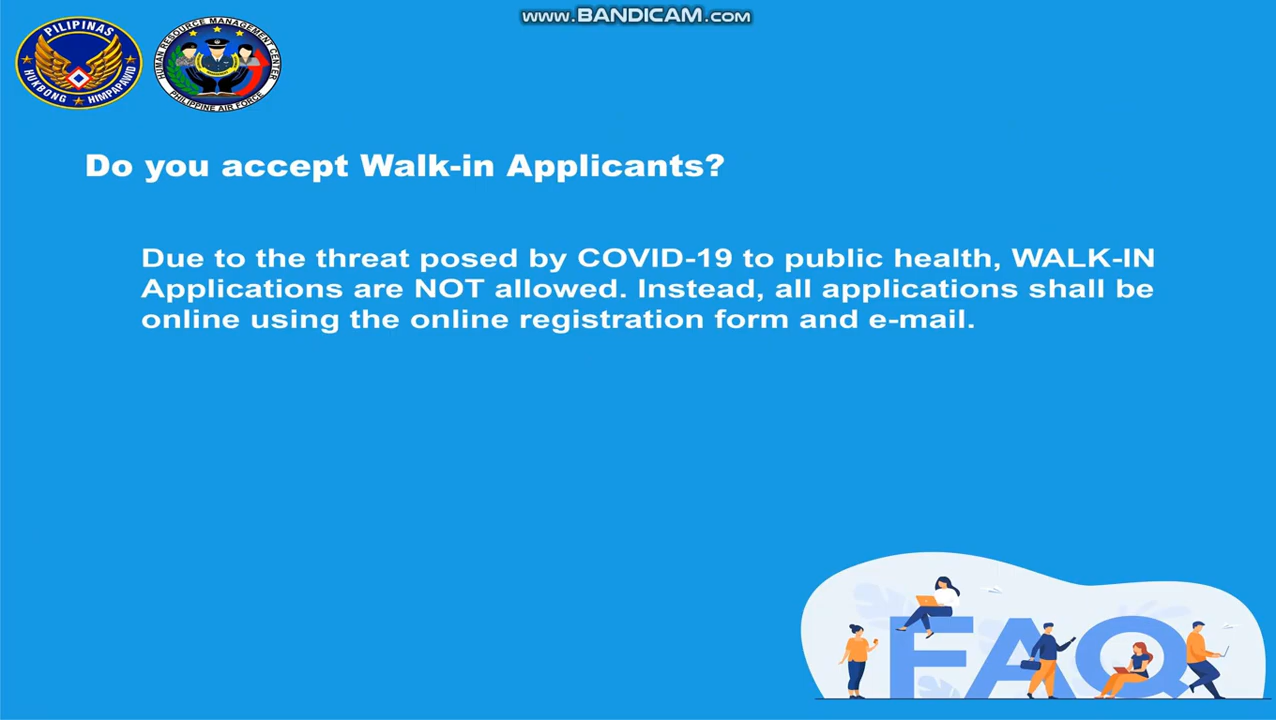 www.BANDICAM.com
PILIPINAS
HUKBONG HIMPAPAWID
HUMAN RESOURCE MANAGEMENT CENTER
PHILIPPINE AIR FORCE
Do you accept Walk-in Applicants?
Due to the threat posed by COVID-19 to public health, WALK-IN
Applications are NOT allowed. Instead, all applications shall be
online using the online registration form and e-mail.
FAQ